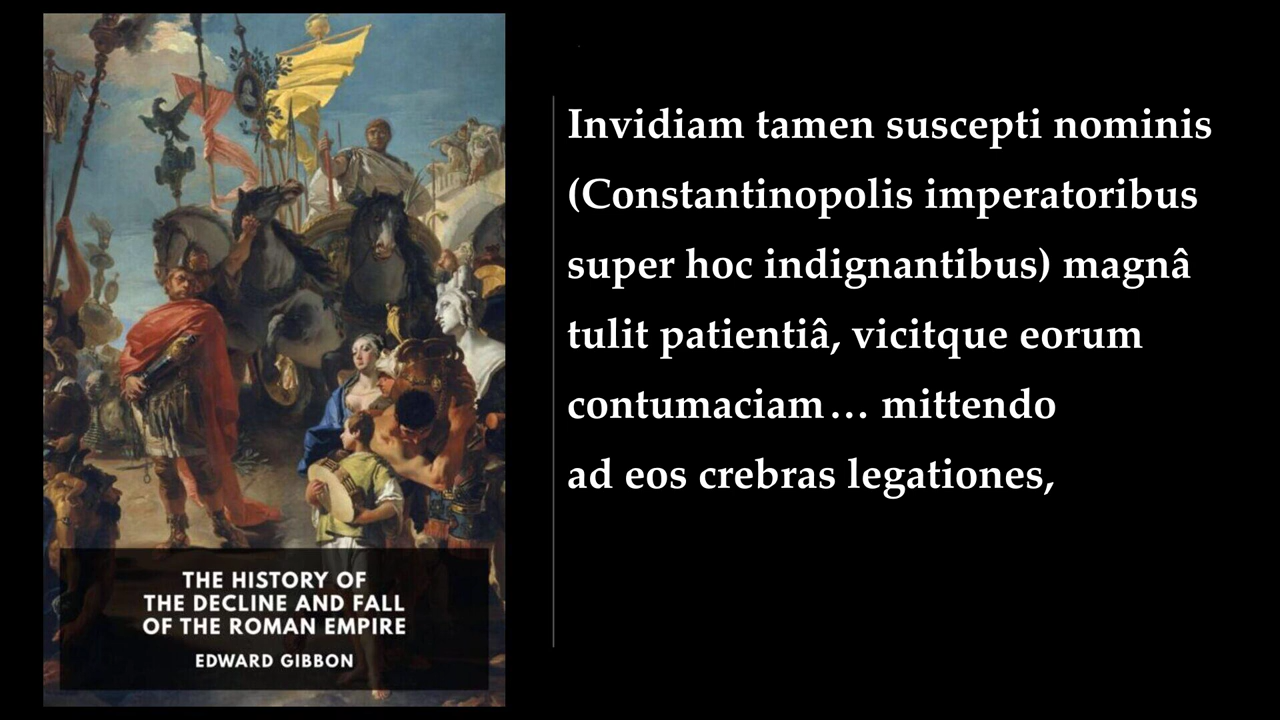 THE HISTORY OF
THE DECLINE AND FALL
OF THE ROMAN EMPIRE
EDWARD GIBBON
Invidiam tamen suscepti nominis
(Constantinopolis imperatoribus
super hoc indignantibus) magnâ
tulit patientiâ, vicitque eorum
contumaciam… mittendo
ad eos crebras legationes,